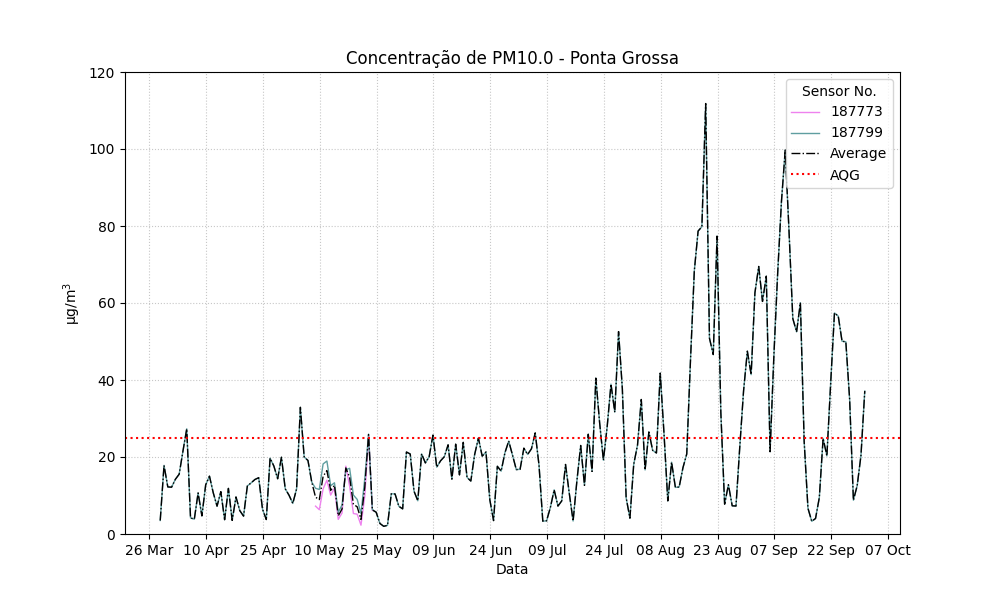 Concentração de PM10.0 - Ponta Grossa
Sensor No.
187773
187799
Average
AQG
120
100
80
60
40
20
0
µg/m³
26 Mar 10 Apr 25 Apr 10 May 25 May 09 Jun 24 Jun 09 Jul 24 Jul 08 Aug 23 Aug 07 Sep 22 Sep 07 Oct
Data